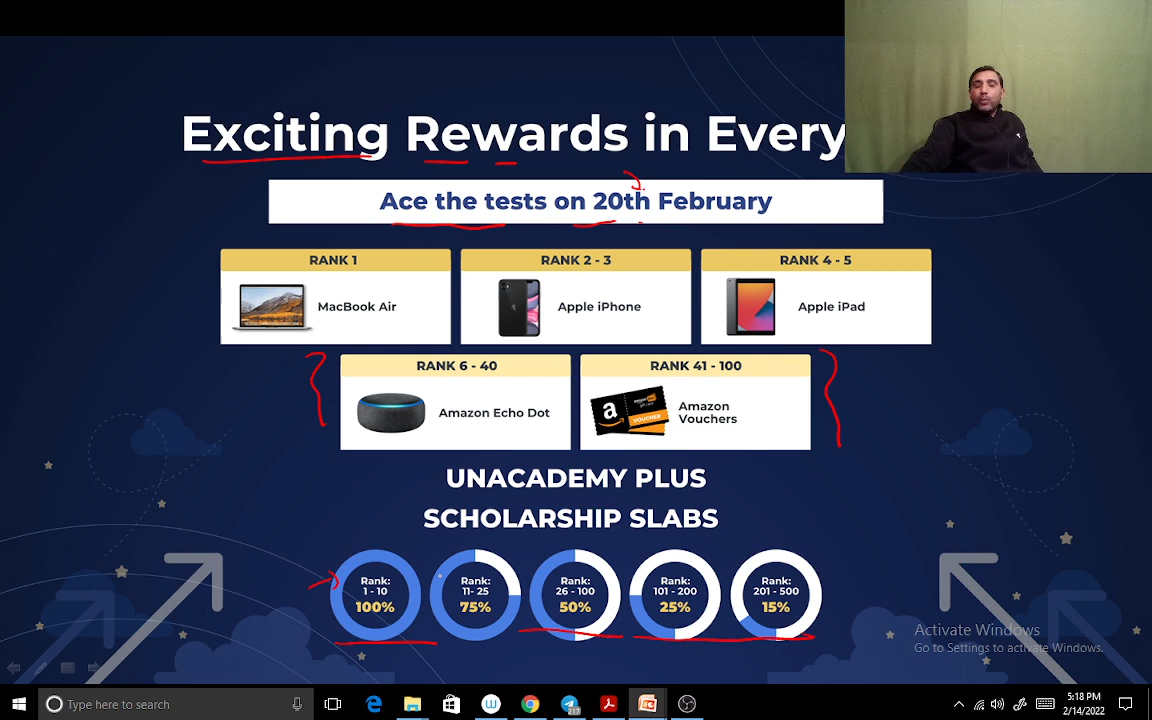 Exciting Rewards in Every
Ace the tests on 20th February
RANK 1
RANK 2 - 3
RANK 4 - 5
MacBook Air
Apple iPhone
Apple iPad
RANK 6 - 40
RANK 41 - 100
Amazon Echo Dot
a
VOUCHER
Amazon
Vouchers
UNACADEMY PLUS
SCHOLARSHIP SLABS
Rank:
1 - 10
100%
Rank:
11- 25
75%
Rank:
26 - 100
50%
Rank:
101 - 200
25%
Rank:
201 - 500
15%
Activate Windows
Go to Settings to activate Windows.
Type here to search
217
5:18 PM
2/14/2022